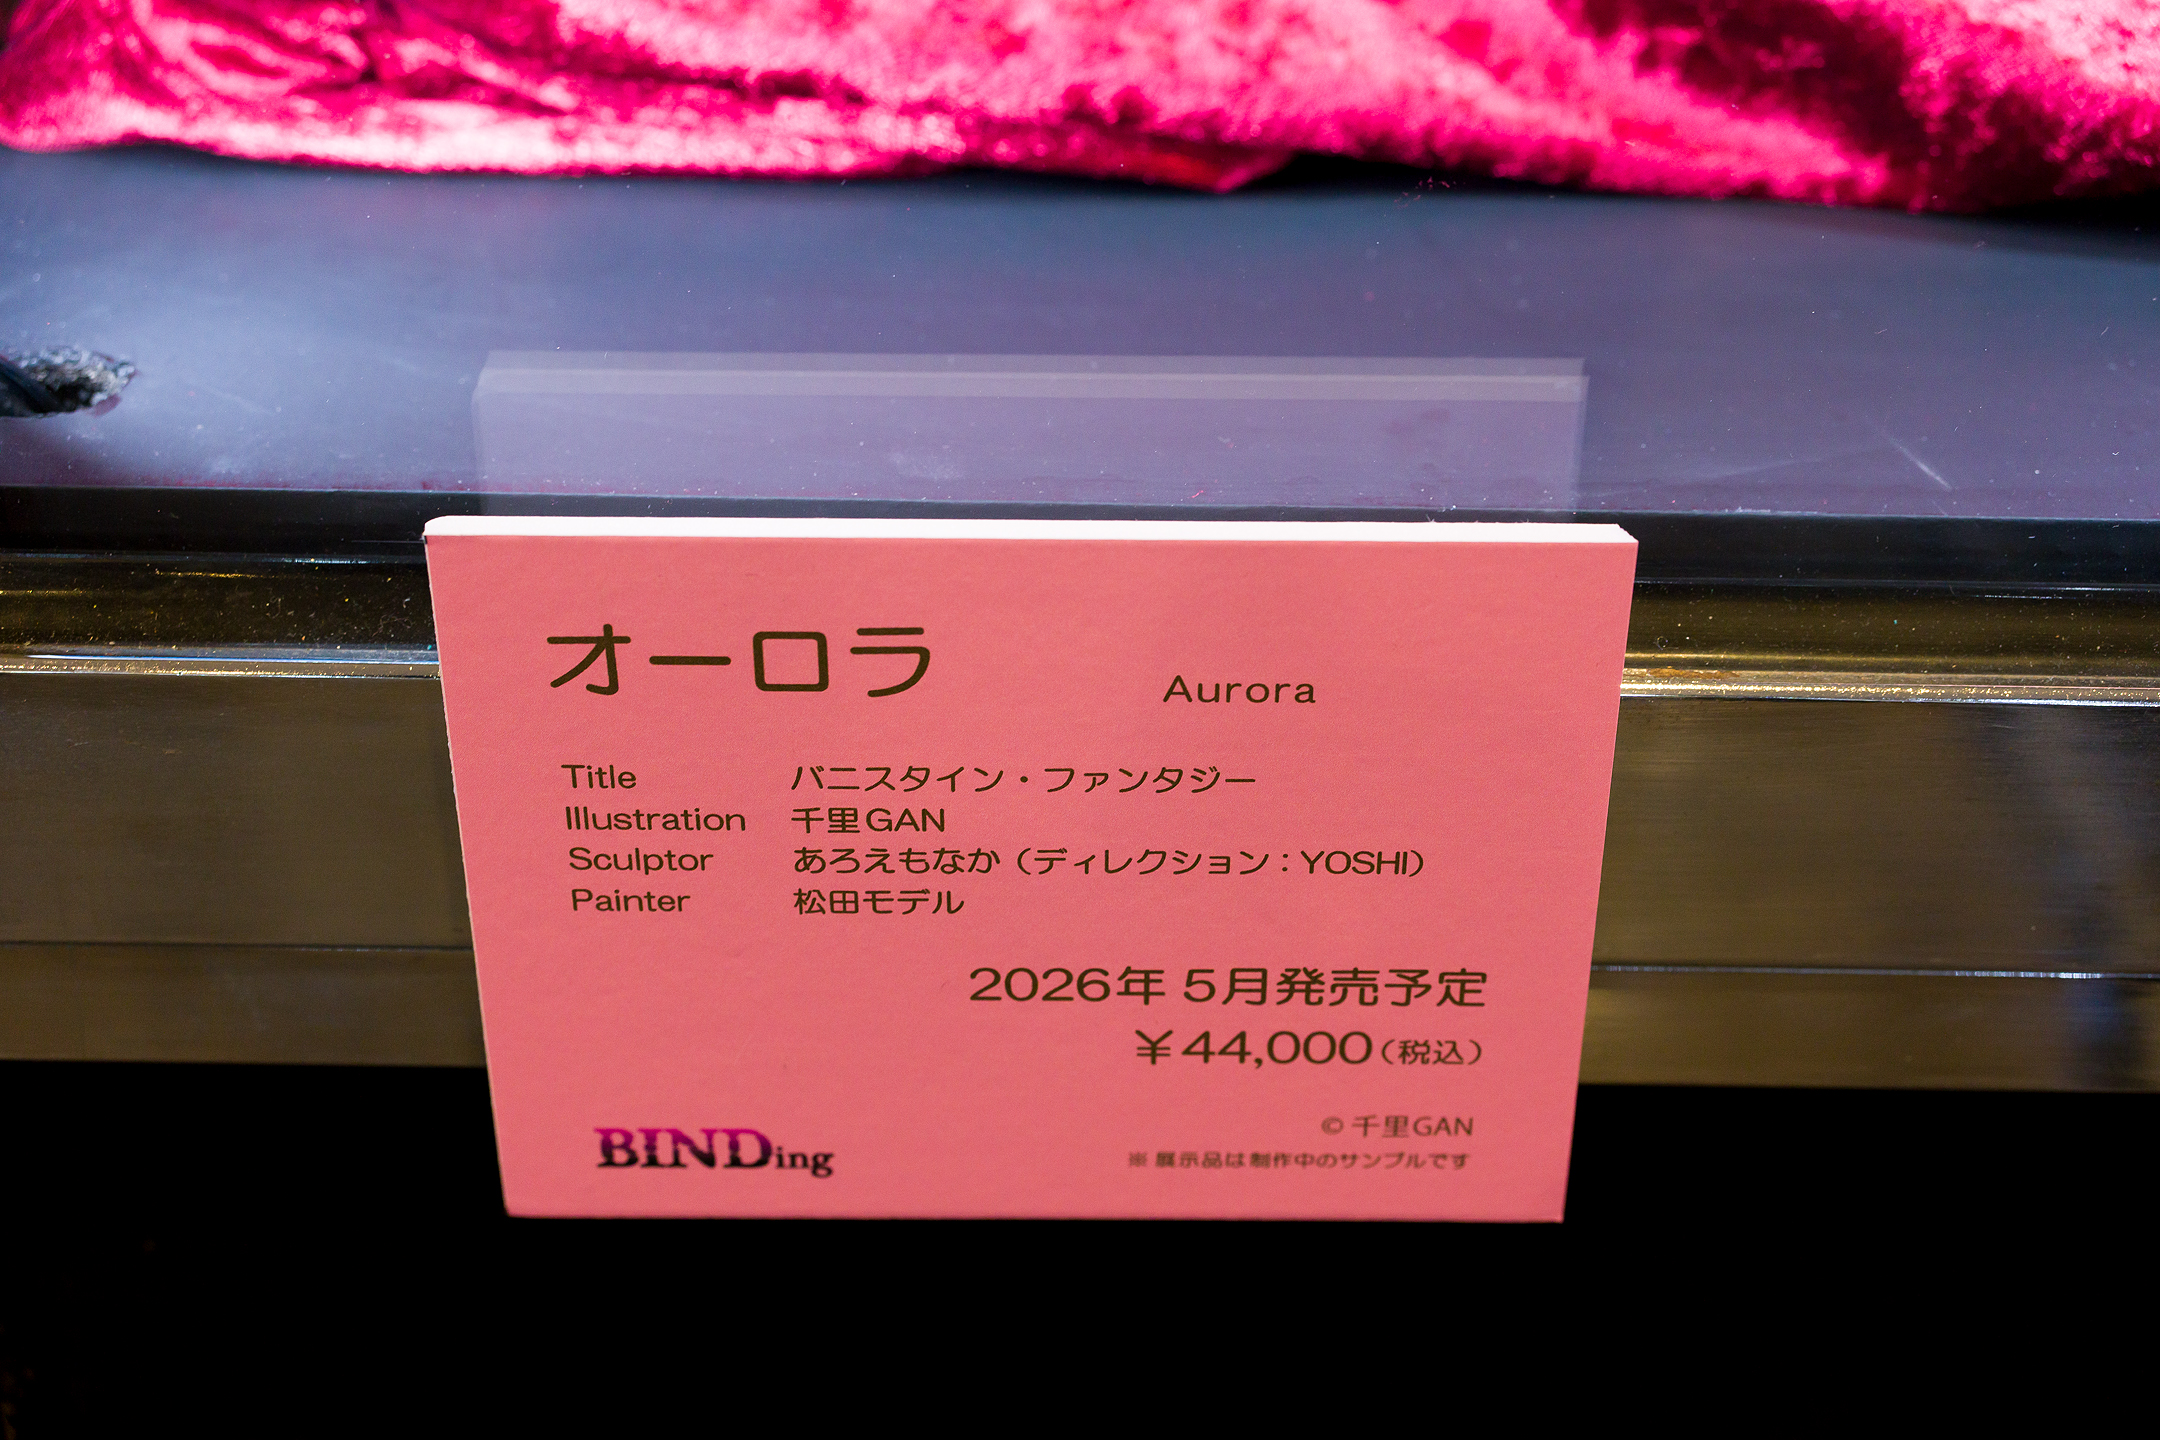 オーロラ Aurora
Title バニスタイン・ファンタジー
Illustration 千里GAN
Sculptor あろえもなか（ディレクション：YOSHI）
Painter 松田モデル
2026年 5月発売予定
￥44,000（税込）
© 千里GAN
BINDing
※ 展示品は制作中のサンプルです